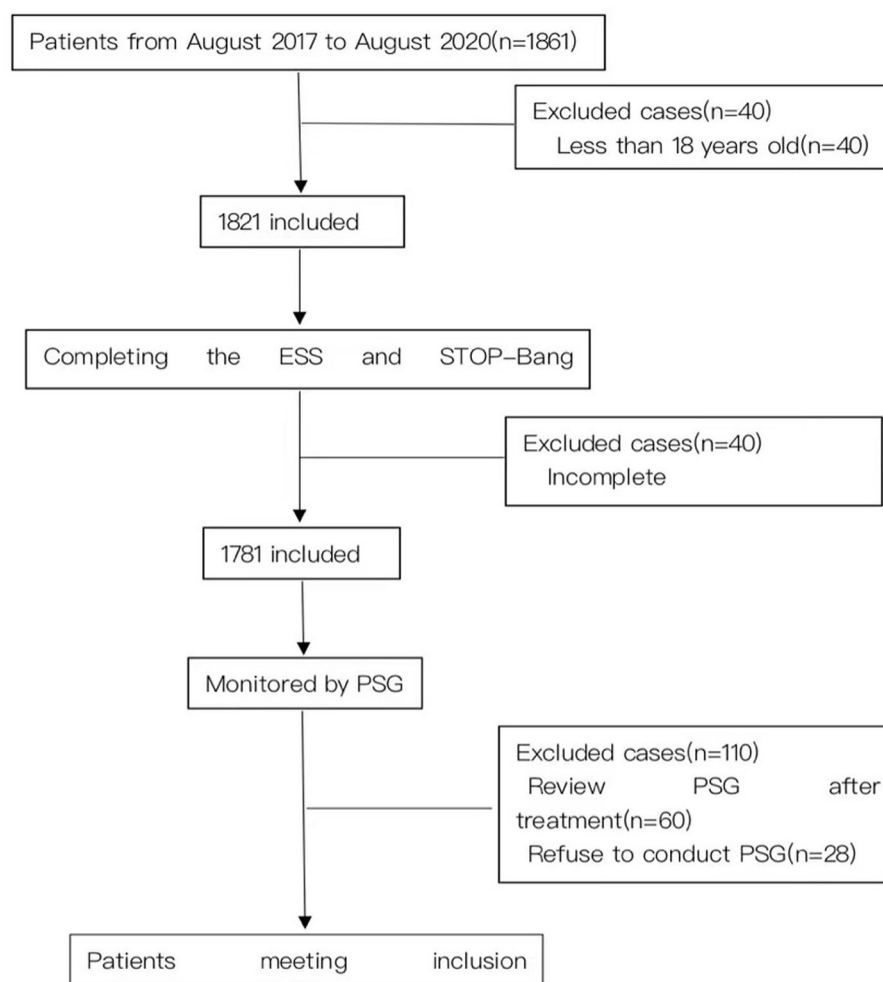 Patients from August 2017 to August 2020(n=1861)
Excluded cases(n=40)
Less than 18 years old(n=40)
1821 included
Completing the ESS and STOP-Bang
Excluded cases(n=40)
Incomplete
1781 included
Monitored by PSG
Excluded cases(n=110)
Review PSG after
treatment(n=60)
Refuse to conduct PSG(n=28)
Patients meeting inclusion